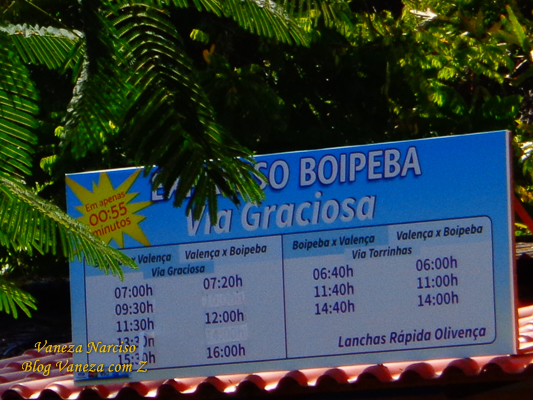 Em apenas
00:55
minutos
BOIPEBA
Via Graciosa
x Valença Valença x Boipeba
Via Graciosa
07:00h 07:20h
09:30h
11:30h 12:00h
16:00h
Boipeba x Valença Valença x Boipeba
Via Torrinhas
06:40h 06:00h
11:40h 11:00h
14:40h 14:00h
Lanchas Rápida Olivença
Vaneza Narciso
Blog Vaneza com Z